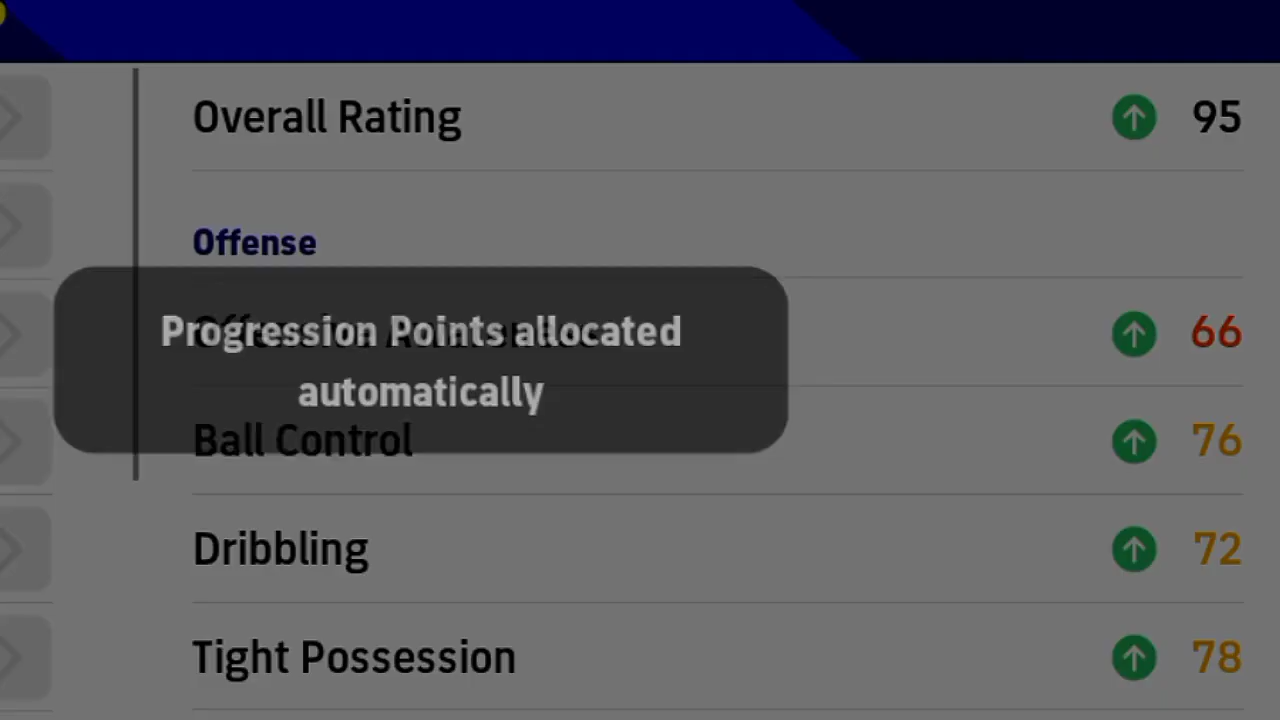 Overall Rating 95
Offense
66
Progression Points allocated
automatically
Ball Control 76
Dribbling 72
Tight Possession 78